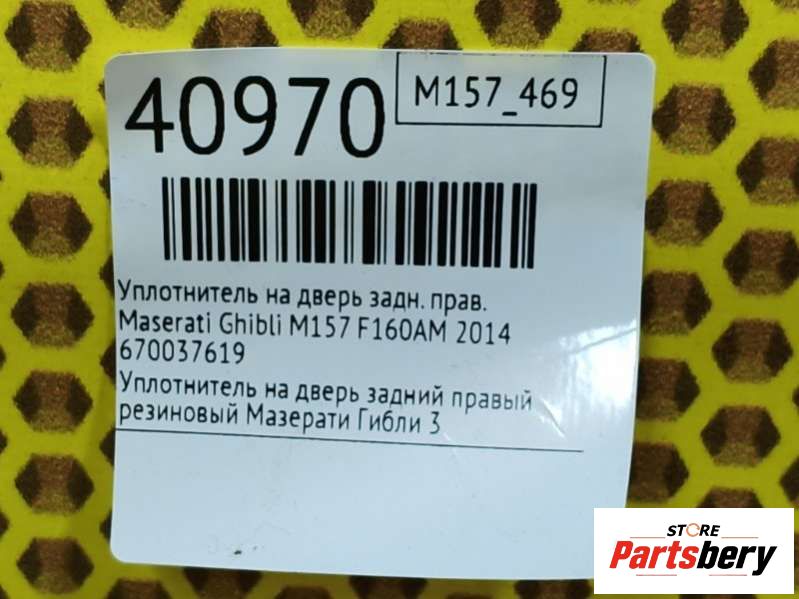 40970
M157_469
Уплотнитель на дверь задн. прав.
Maserati Ghibli M157 F160AM 2014
670037619
Уплотнитель на дверь задний правый
резиновый Мазерати Гибли 3
STORE
Partsbery